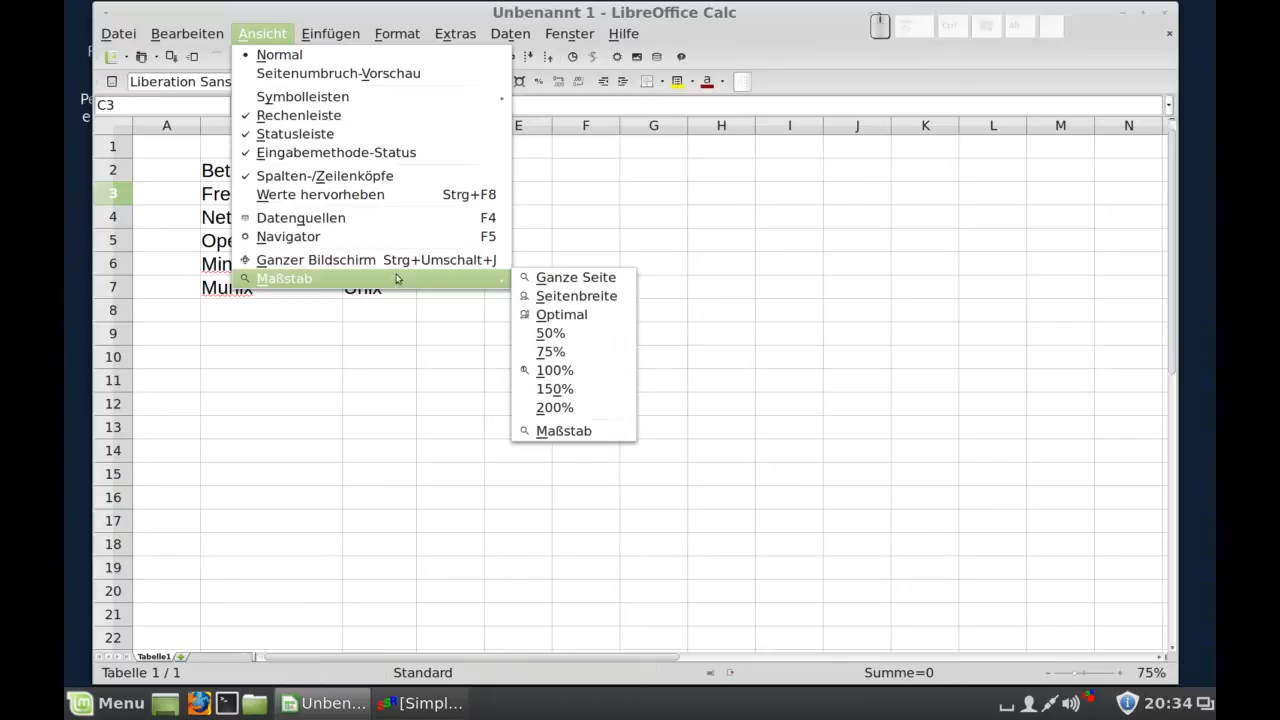 Unbenannt 1 - LibreOffice Calc
Datei Bearbeiten Ansicht Einfügen Format Extras Daten Fenster Hilfe
Ctrl Alt
Liberation Sans
C3
A E F G H I J K L M N
Normal
Seitenumbruch-Vorschau
Symbolleisten
Rechenleiste
Statusleiste
Eingabemethode-Status
Spalten-/Zeilenköpfe
Werte hervorheben Strg+F8
Datenquellen F4
Navigator F5
Ganzer Bildschirm Strg+Umschalt+J
Maßstab
Ganze Seite
Seitenbreite
Optimal
50%
75%
100%
150%
200%
Maßstab
1
2 Bet
3 Fre
4 Net
5 Ope
6 Min
7 Munix Unix
8
9
10
11
12
13
14
15
16
17
18
19
20
21
22
Tabelle1
Tabelle 1 / 1 Standard Summe=0 75%
Menu Unben... [Simpl... 20:34